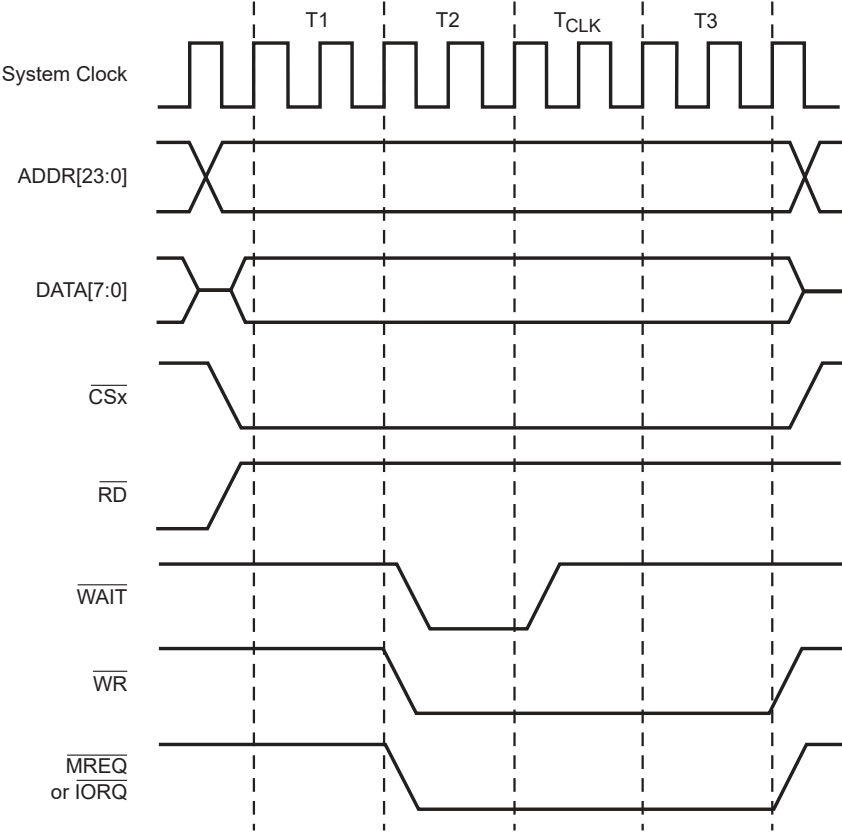 T1 T2 TCLK T3
System Clock
ADDR[23:0]
DATA[7:0]
CSx
RD
WAIT
WR
MREQ
or IORQ